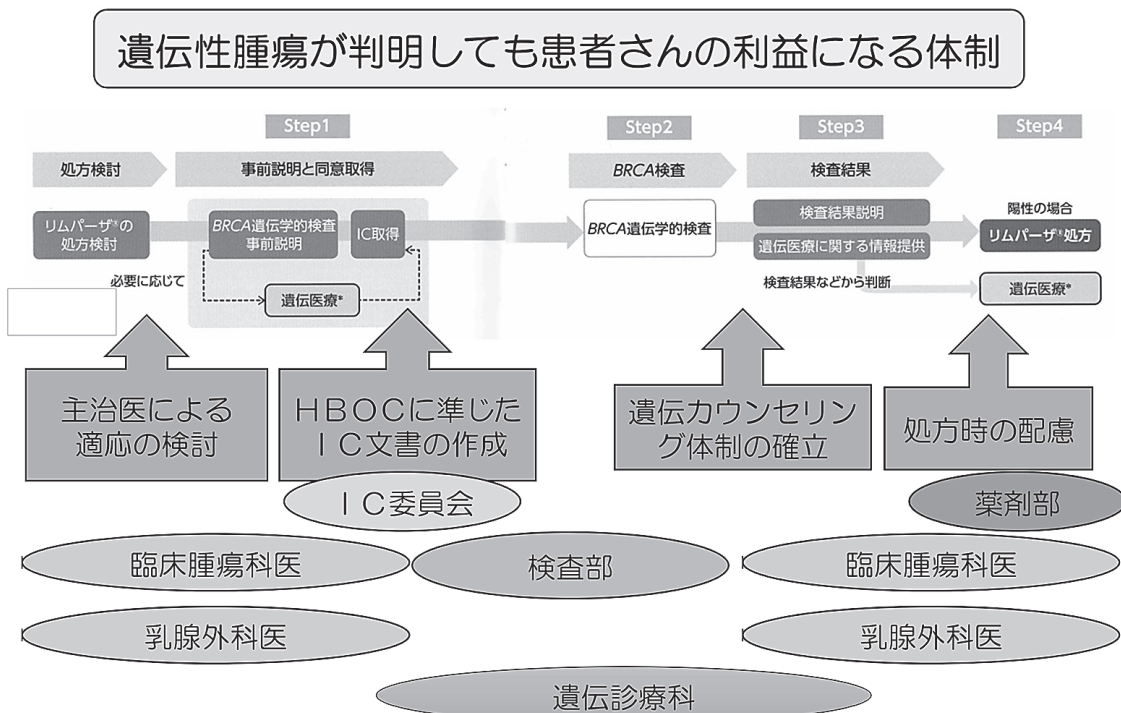 遺伝性腫瘍が判明しても患者さんの利益になる体制
Step1
Step2
Step3
Step4
処方検討
事前説明と同意取得
BRCA検査
検査結果
リムパーザ®の
処方検討
BRCA遺伝学的検査
事前説明
IC取得
BRCA遺伝学的検査
検査結果説明
遺伝医療に関する情報提供
陽性の場合
リムパーザ®処方
必要に応じて
遺伝医療*
検査結果などから判断
遺伝医療*
主治医による
適応の検討
HBOCに準じた
IC文書の作成
遺伝カウンセリン
グ体制の確立
処方時の配慮
IC委員会
薬剤部
臨床腫瘍科医
検査部
臨床腫瘍科医
乳腺外科医
乳腺外科医
遺伝診療科